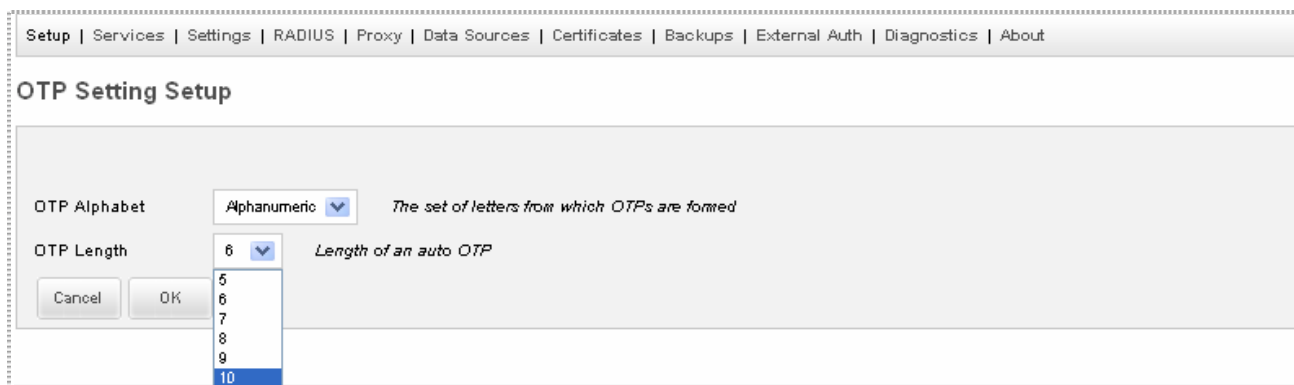 Setup | Services | Settings | RADIUS | Proxy | Data Sources | Certificates | Backups | External Auth | Diagnostics | About
OTP Setting Setup
OTP Alphabet Alphanumeric The set of letters from which OTPs are formed
OTP Length 6 Length of an auto OTP
Cancel OK
5
6
7
8
9
10